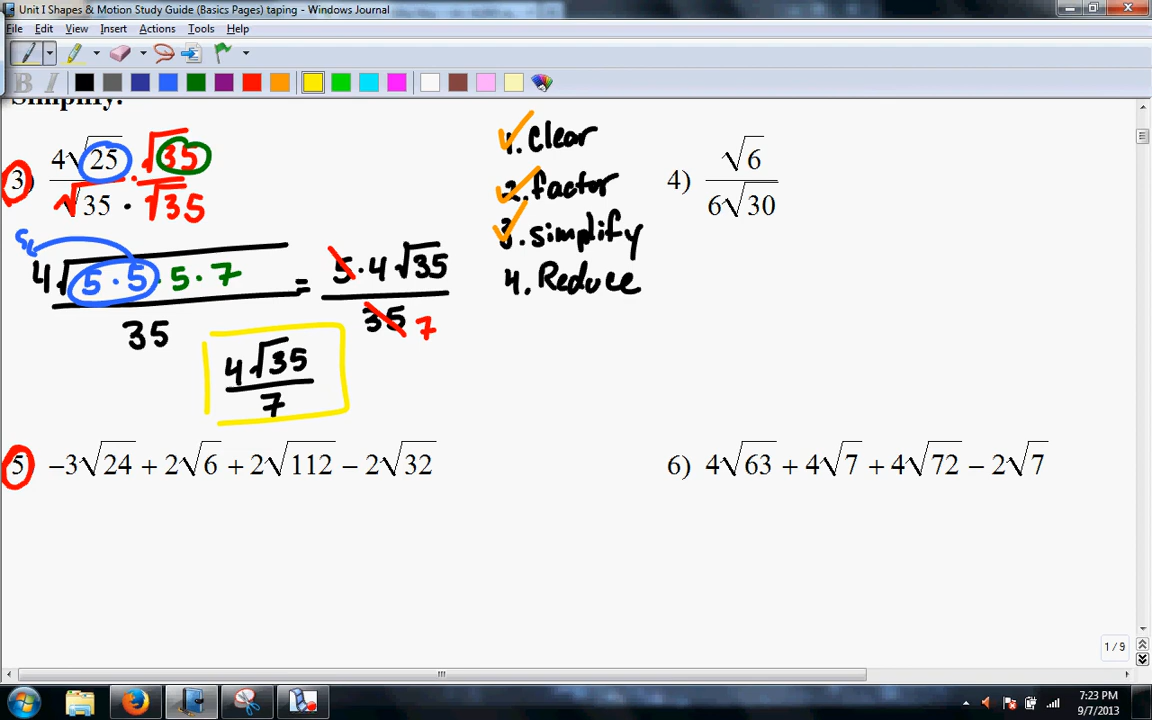 Unit I Shapes & Motion Study Guide (Basics Pages) taping - Windows Journal
File Edit View Insert Actions Tools Help
B I
Simplify:
3) 4√25 / √35 · √35 / √35
1. Clear
2. factor
3. simplify
4. Reduce
4) √6 / 6√30
4√5 · 5 · 5 · 7 / 35 = 5 · 4√35 / 35 7
4√35 / 7
5) −3√24 + 2√6 + 2√112 − 2√32
6) 4√63 + 4√7 + 4√72 − 2√7
1 / 9
7:23 PM
9/7/2013